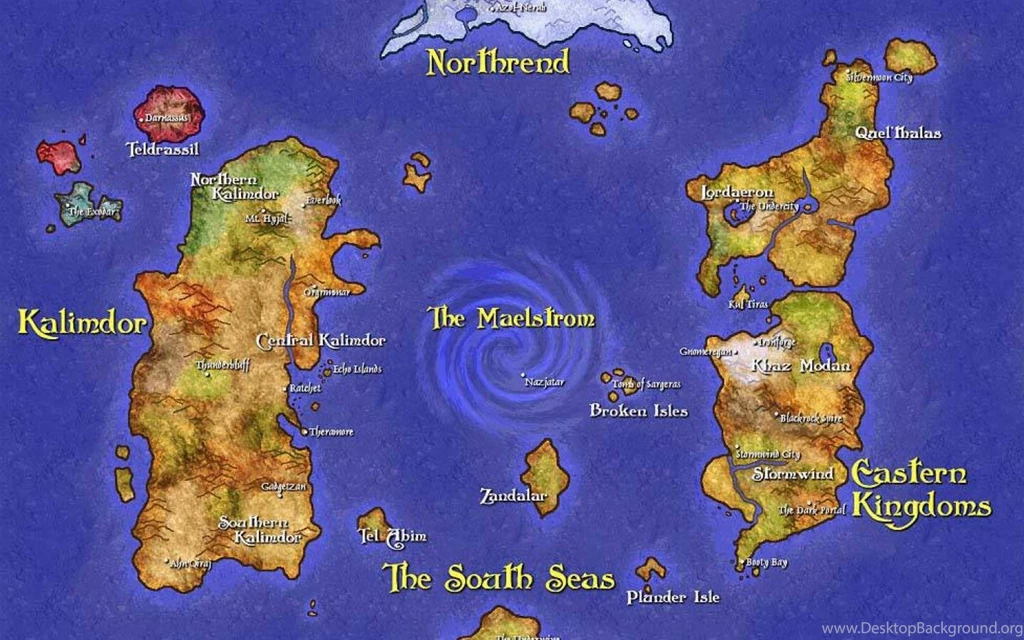 Azjol-Nerub
Northrend
Silvermoon City
Darnassus
Teldrassil
Quel'thalas
Northern
Kalimdor
Lordaeron
Everlook
The Undercity
The Exodar
Mt. Hyjal
Orgrimmar
Kul Tiras
Kalimdor
The Maelstrom
Central Kalimdor
Ironforge
Gnomeregan
Khaz Modan
Thunderbluff
Echo Islands
Nazjatar
Tomb of Sargeras
Ratchet
Broken Isles
Blackrock Spire
Theramore
Stormwind City
Stormwind
Eastern
Kingdoms
Gadgetzan
Zandalar
The Dark Portal
Southern
Kalimdor
Tel Abim
Ahn'Qiraj
Booty Bay
The South Seas
Plunder Isle
www.DesktopBackground.org